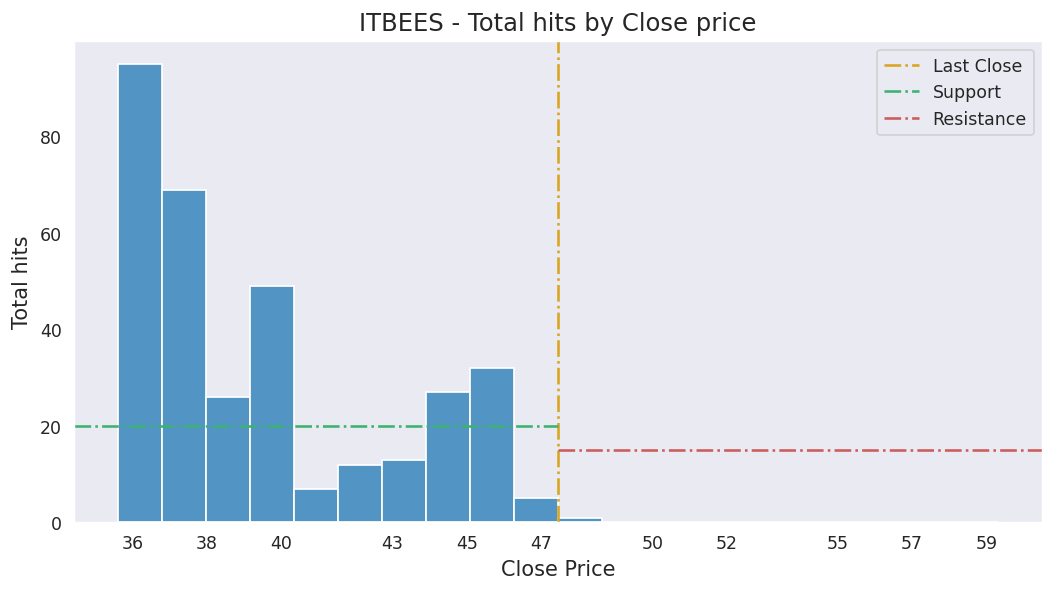 ITBEES - Total hits by Close price
Last Close
Support
Resistance
Total hits
80
60
40
20
0
36 38 40 43 45 47 50 52 55 57 59
Close Price